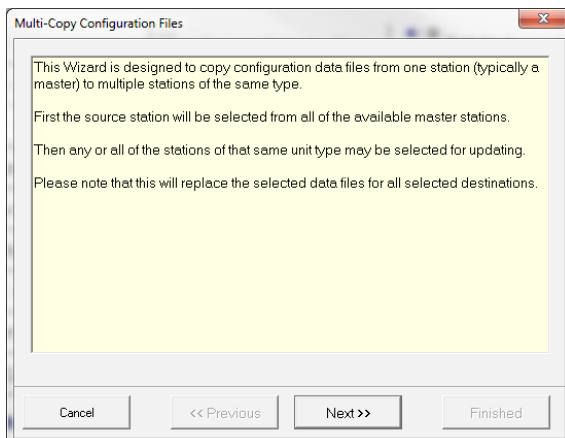 Multi-Copy Configuration Files
This Wizard is designed to copy configuration data files from one station (typically a
master) to multiple stations of the same type.
First the source station will be selected from all of the available master stations.
Then any or all of the stations of that same unit type may be selected for updating.
Please note that this will replace the selected data files for all selected destinations.
Cancel
<< Previous
Next >>
Finished